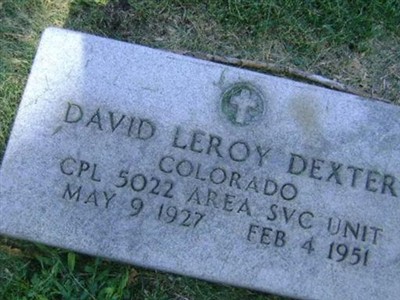 DAVID LEROY DEXTER
COLORADO
CPL 5022 AREA SVC UNIT
MAY 9 1927 FEB 4 1951